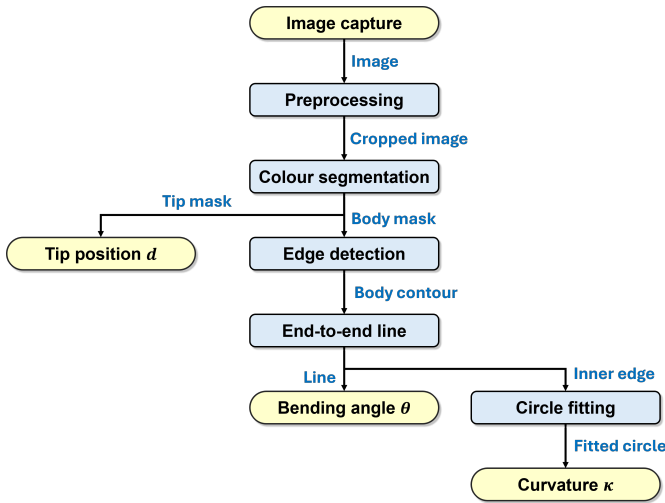 Image capture
Image
Preprocessing
Cropped image
Colour segmentation
Tip mask
Body mask
Tip position d
Edge detection
Body contour
End-to-end line
Line
Inner edge
Bending angle θ
Circle fitting
Fitted circle
Curvature κ